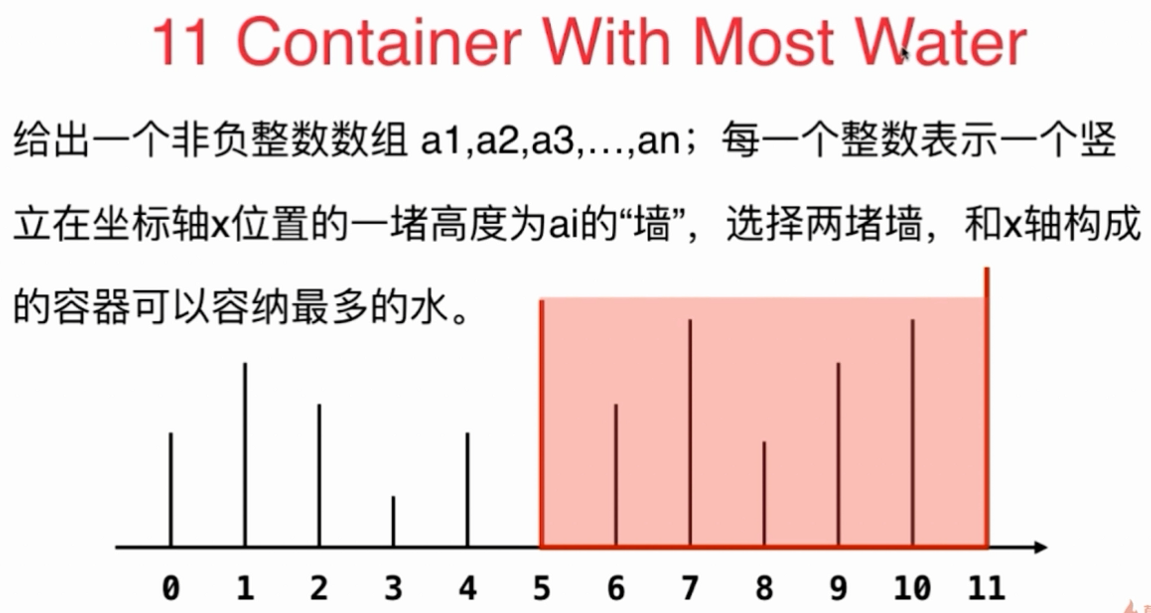 11 Container With Most Water
给出一个非负整数数组 a1,a2,a3,…,an；每一个整数表示一个竖
立在坐标轴x位置的一堵高度为ai的“墙”，选择两堵墙，和x轴构成
的容器可以容纳最多的水。
0 1 2 3 4 5 6 7 8 9 10 11